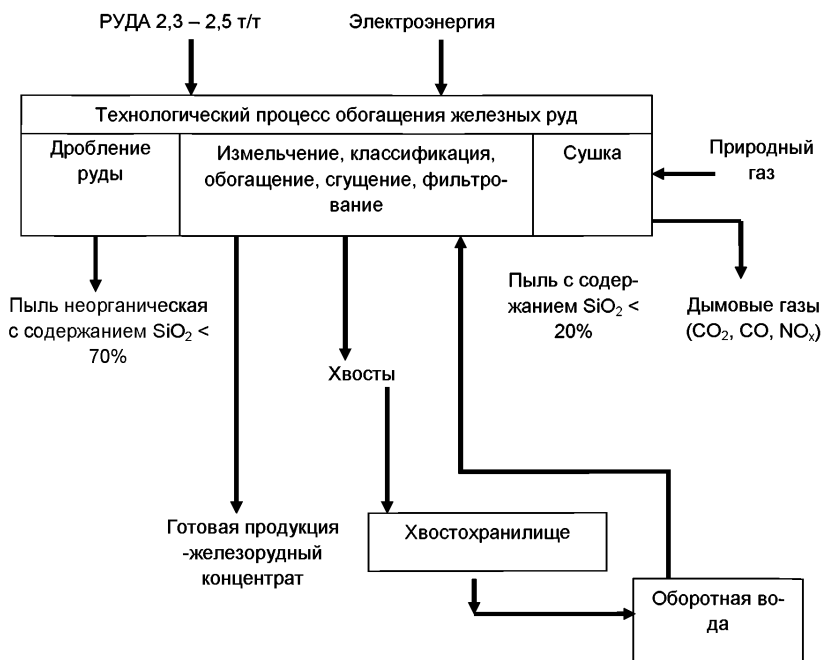 РУДА 2,3 – 2,5 т/т
Электроэнергия
Технологический процесс обогащения железных руд
Дробление
руды
Измельчение, классификация,
обогащение, сгущение, фильтро-
вание
Сушка
Природный
газ
Пыль неорганическая
с содержанием SiO₂ <
70%
Пыль с содер-
жанием SiO₂ <
20%
Дымовые газы
(CO₂, CO, NOₓ)
Хвосты
Готовая продукция
-железорудный
концентрат
Хвостохранилище
Оборотная во-
да